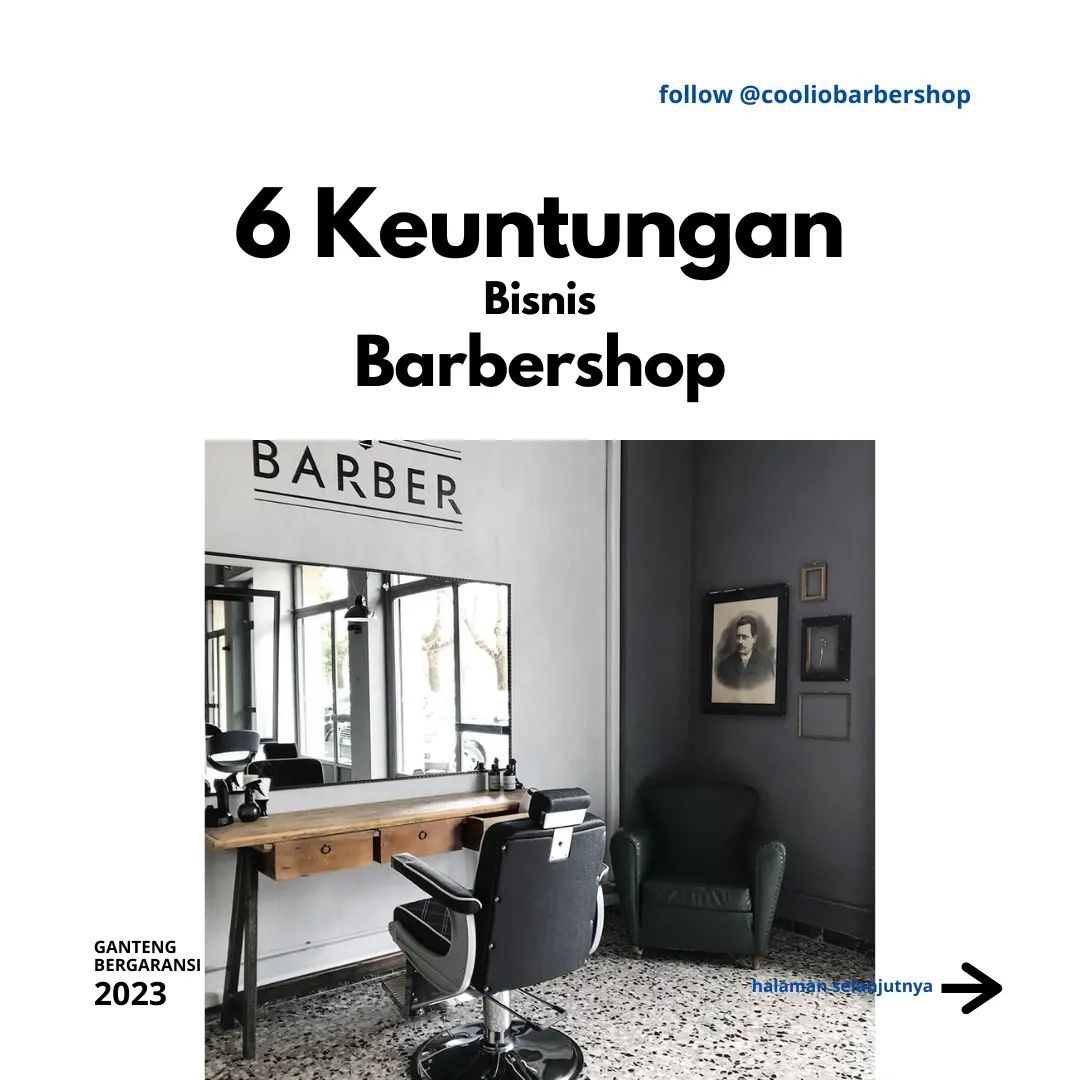 follow @cooliobarbershop
6 Keuntungan
Bisnis
Barbershop
BARBER
GANTENG
BERGARANSI
2023
halaman selanjutnya